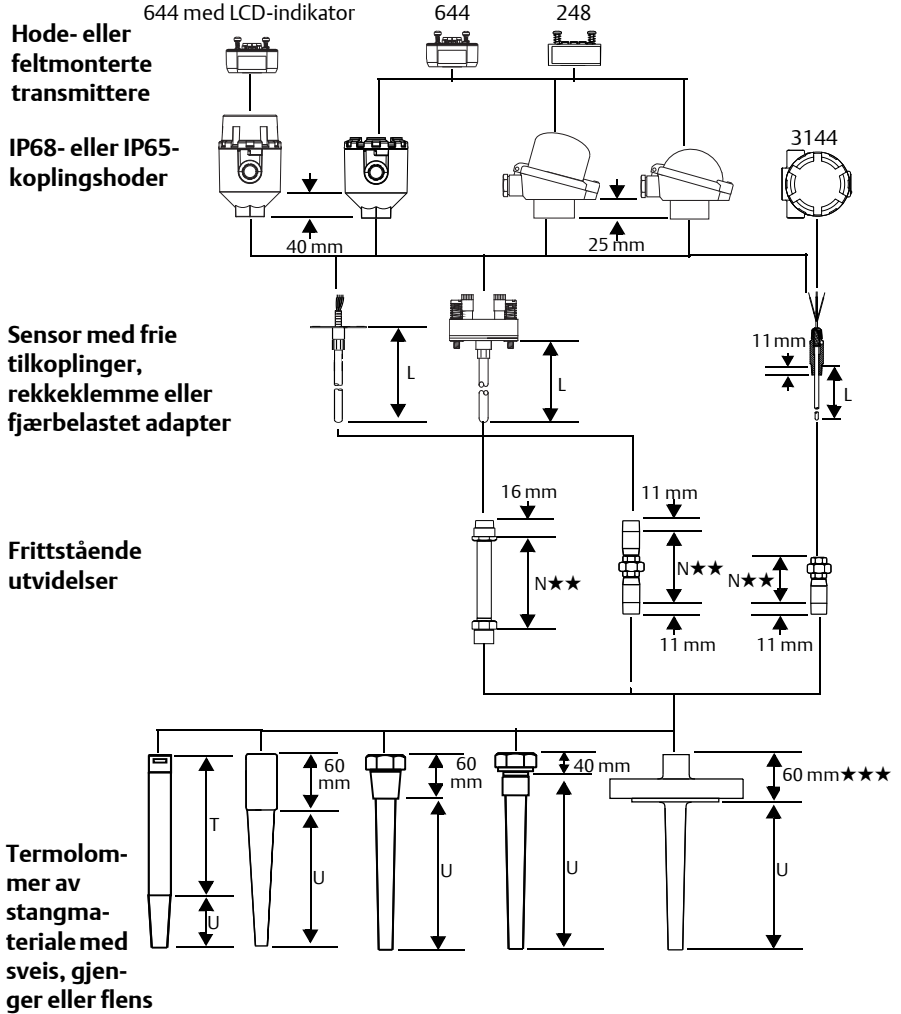 644 med LCD-indikator
644
248
Hode- eller
feltmonterte
transmittere
IP68- eller IP65-
koplingshoder
3144
40 mm
25 mm
Sensor med frie
tilkoplinger,
rekkeklemme eller
fjærbelastet adapter
L
L
11 mm
L
Frittstående
utvidelser
16 mm
N★★
11 mm
N★★
11 mm
N★★
11 mm
Termolom-
mer av
stangma-
teriale med
sveis, gjen-
ger eller flens
T
U
60
mm
U
60
mm
U
40 mm
U
60 mm★★★
U